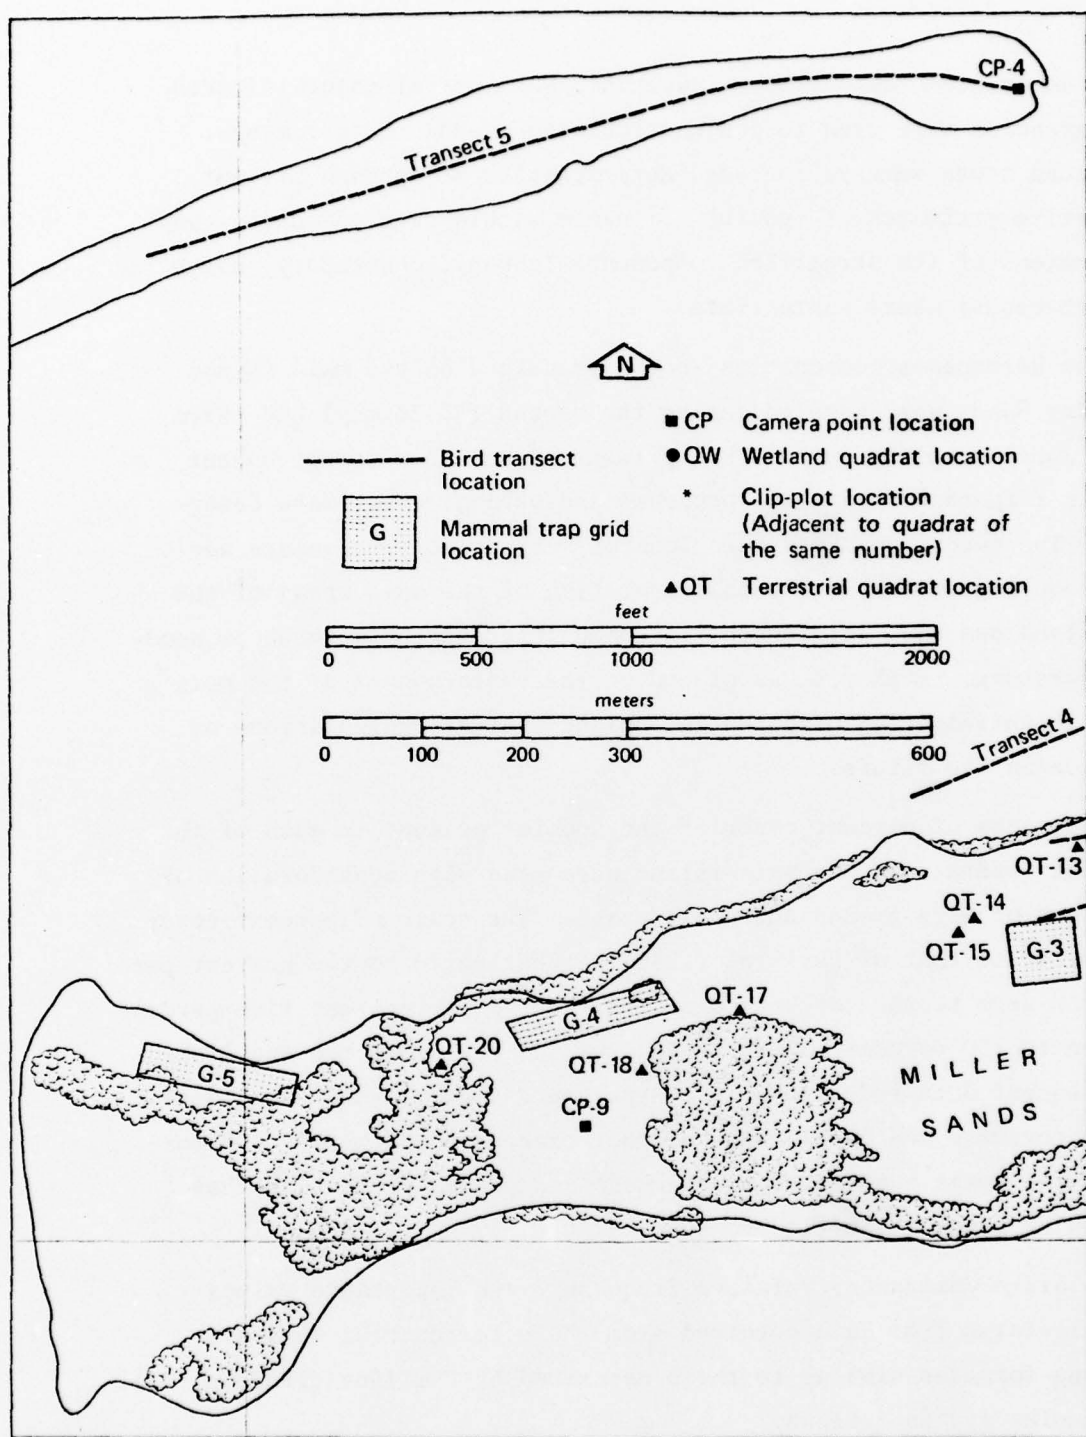 CP-4
Transect 5
N
■ CP Camera point location
● QW Wetland quadrat location
* Clip-plot location
(Adjacent to quadrat of
the same number)
▲ QT Terrestrial quadrat location
Bird transect
location
G
Mammal trap grid
location
feet
0 500 1000 2000
meters
0 100 200 300 600
Transect 4
QT-13
QT-14
QT-15
G-3
QT-17
G-4
QT-20
QT-18
G-5
CP-9
MILLER
SANDS